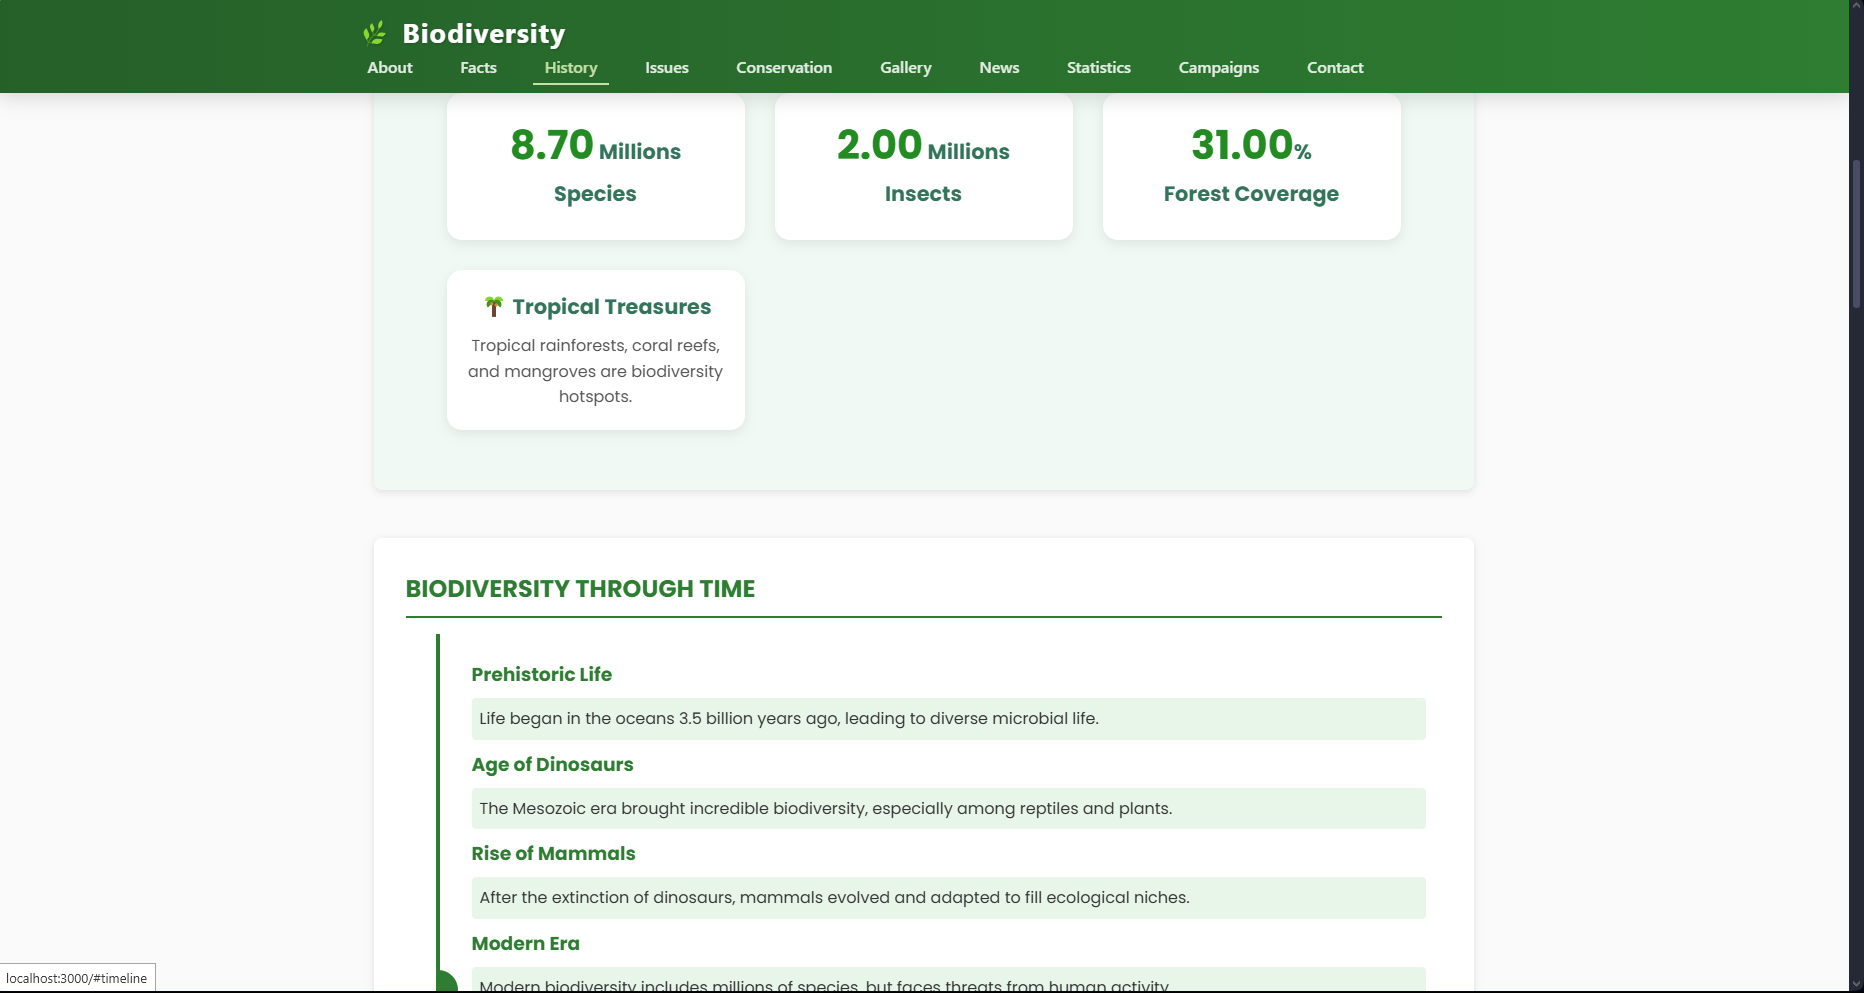 Biodiversity
About Facts History Issues Conservation Gallery News Statistics Campaigns Contact
8.70 Millions
Species
2.00 Millions
Insects
31.00%
Forest Coverage
🌴 Tropical Treasures
Tropical rainforests, coral reefs,
and mangroves are biodiversity
hotspots.
BIODIVERSITY THROUGH TIME
Prehistoric Life
Life began in the oceans 3.5 billion years ago, leading to diverse microbial life.
Age of Dinosaurs
The Mesozoic era brought incredible biodiversity, especially among reptiles and plants.
Rise of Mammals
After the extinction of dinosaurs, mammals evolved and adapted to fill ecological niches.
Modern Era
Modern biodiversity includes millions of species, but faces threats from human activity.
localhost:3000/#timeline